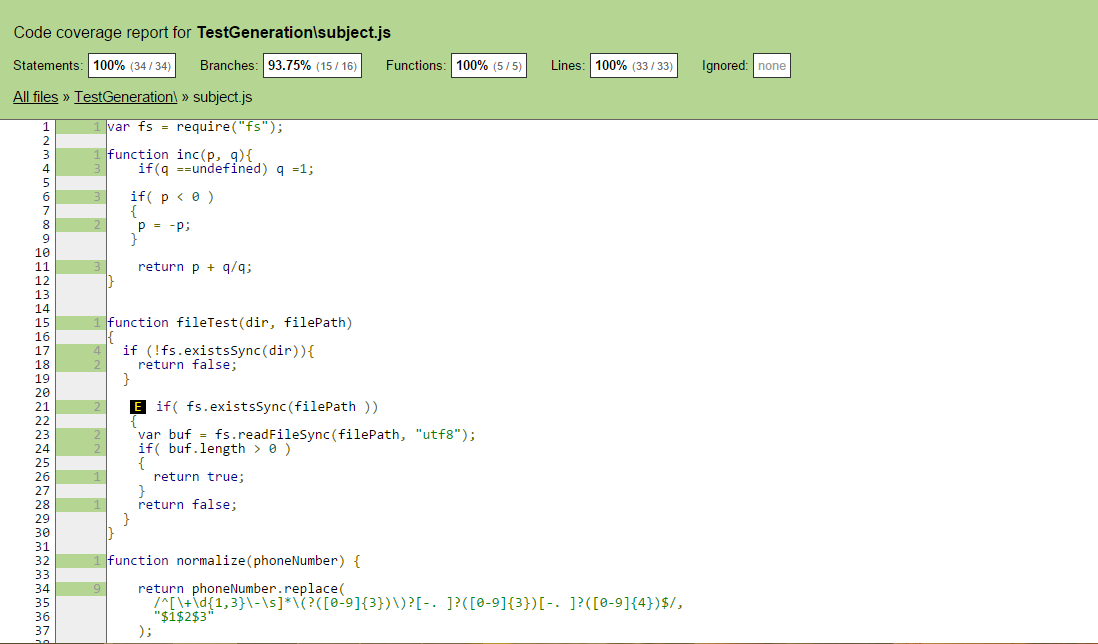 Code coverage report for TestGeneration\subject.js
Statements: 100% (34 / 34) Branches: 93.75% (15 / 16) Functions: 100% (5 / 5) Lines: 100% (33 / 33) Ignored: none
All files » TestGeneration\ » subject.js
1 1 var fs = require("fs");
2
3 1 function inc(p, q){
4 3 if(q ==undefined) q =1;
5
6 3 if( p < 0 )
7 {
8 2 p = -p;
9 }
10
11 3 return p + q/q;
12 }
13
14
15 1 function fileTest(dir, filePath)
16 {
17 4 if (!fs.existsSync(dir)){
18 2 return false;
19 }
20
21 2 E if( fs.existsSync(filePath ))
22 {
23 2 var buf = fs.readFileSync(filePath, "utf8");
24 2 if( buf.length > 0 )
25 {
26 1 return true;
27 }
28 1 return false;
29 }
30 }
31
32 1 function normalize(phoneNumber) {
33
34 9 return phoneNumber.replace(
35 /^[\+\d{1,3}\-\s]*\(?([0-9]{3})\)?[-. ]?([0-9]{3})[-. ]?([0-9]{4})$/,
36 "$1$2$3"
37 );